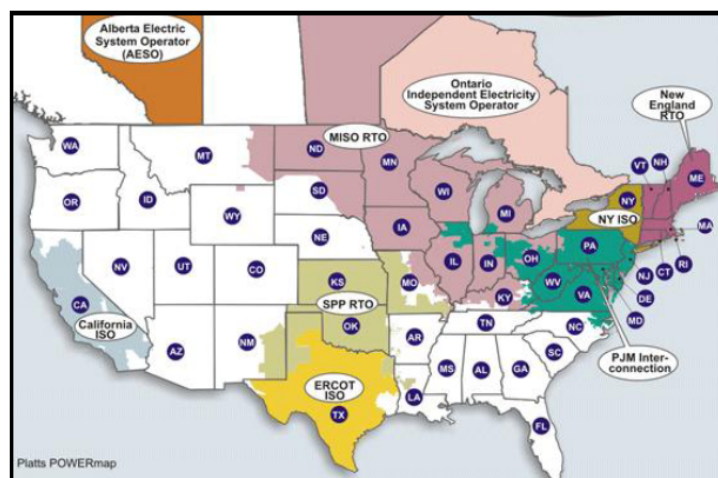 Alberta Electric
System Operator
(AESO)
Ontario
Independent Electricity
System Operator
New
England
RTO
MISO RTO
WA
MT
ND
MN
VT
NH
ME
OR
ID
SD
WI
MI
NY
NY ISO
MA
WY
IA
NE
PA
NV
UT
CO
IL
IN
OH
NJ
CT
RI
CA
KS
MO
WV
VA
DE
MD
KY
California
ISO
SPP RTO
AZ
NM
OK
AR
TN
NC
SC
PJM Inter-
connection
ERCOT
ISO
TX
LA
MS
AL
GA
FL
Platts POWERmap